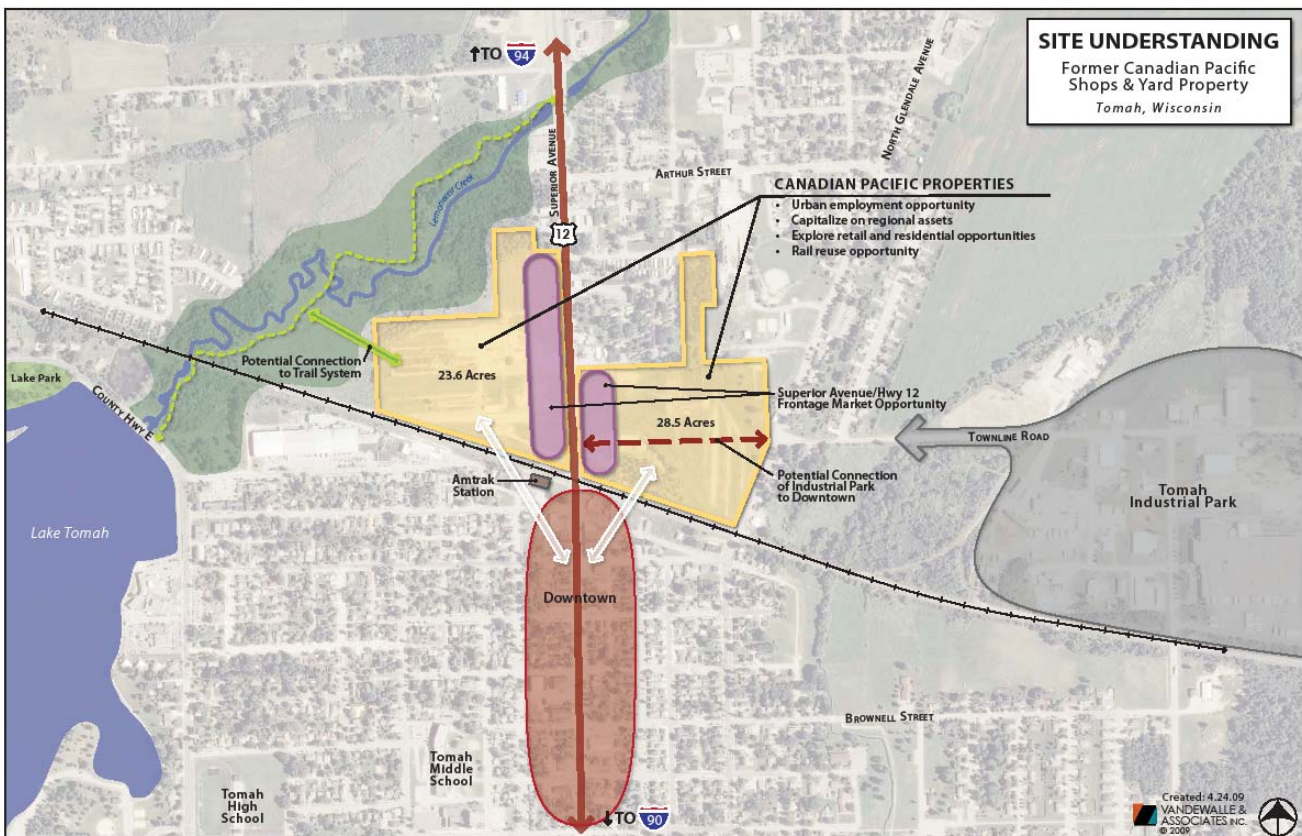 SITE UNDERSTANDING
Former Canadian Pacific
Shops & Yard Property
Tomah, Wisconsin
↑TO 94
SUPERIOR AVENUE
12
NORTH GLENDALE AVENUE
ARTHUR STREET
Lemonweir Creek
CANADIAN PACIFIC PROPERTIES
• Urban employment opportunity
• Capitalize on regional assets
• Explore retail and residential opportunities
• Rail reuse opportunity
Potential Connection
to Trail System
23.6 Acres
Lake Park
COUNTY HWY E
Superior Avenue/Hwy 12
Frontage Market Opportunity
28.5 Acres
TOWNLINE ROAD
Amtrak
Station
Potential Connection
of Industrial Park
to Downtown
Tomah
Industrial Park
Lake Tomah
Downtown
BROWNELL STREET
Tomah
Middle
School
Tomah
High
School
↓TO 90
Created: 4.24.09
VANDEWALLE &
ASSOCIATES INC.
© 2009